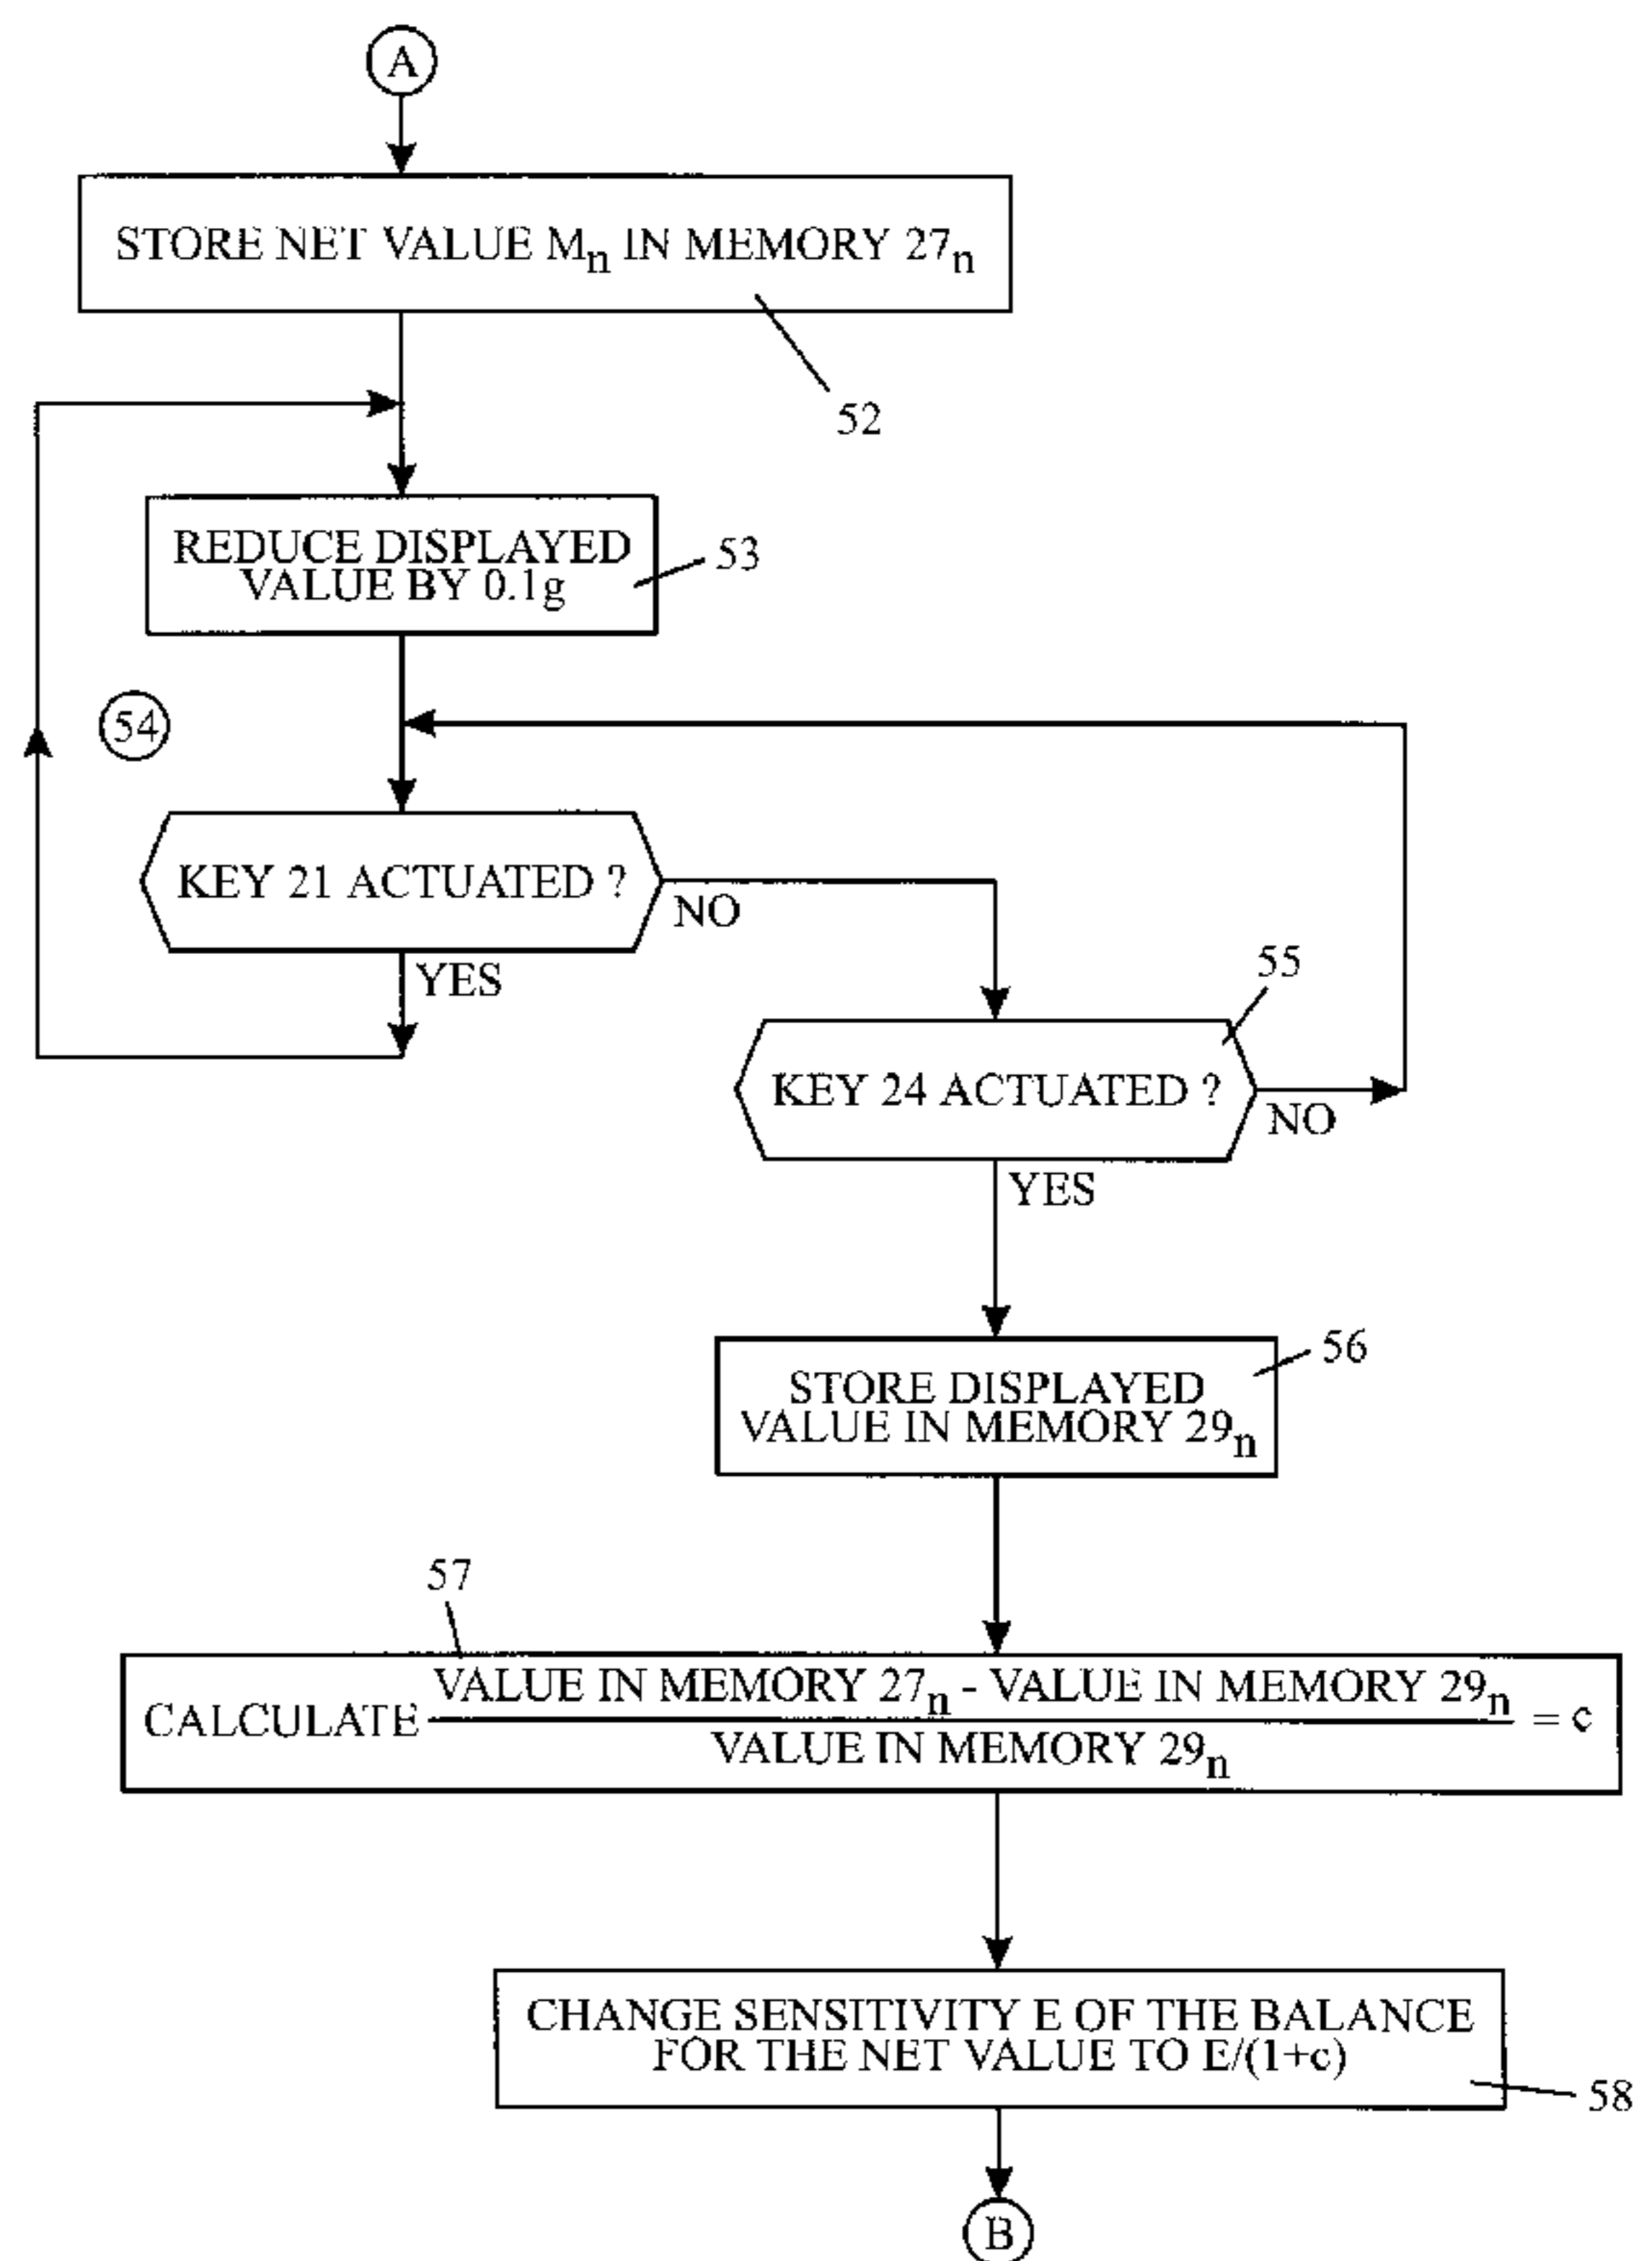 A
STORE NET VALUE Mn IN MEMORY 27n
52
REDUCE DISPLAYED
VALUE BY 0.1g
53
54
KEY 21 ACTUATED ?
NO
YES
55
KEY 24 ACTUATED ?
NO
YES
56
STORE DISPLAYED
VALUE IN MEMORY 29n
57
VALUE IN MEMORY 27n - VALUE IN MEMORY 29n
CALCULATE = c
VALUE IN MEMORY 29n
CHANGE SENSITIVITY E OF THE BALANCE
FOR THE NET VALUE TO E/(1+c)
58
B